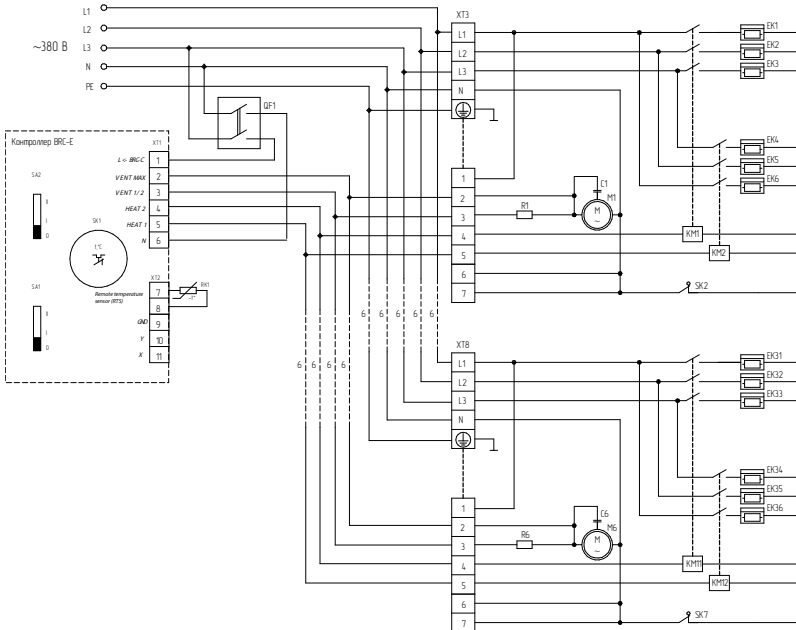 L1
L2
~380 В
L3
N
PE
QF1
Контроллер BRC-E
SA2
II
I
0
SK1
t,°C
SA1
II
I
0
XT1
L <- BRC-C 1
VENT MAX 2
VENT 1/2 3
HEAT 2 4
HEAT 1 5
N 6
XT2
Remote temperature
sensor (RTS)
7
8
GND 9
Y 10
X 11
RK1
-t°
6 6 6 6 6
6 6 6 6
XT3
L1
L2
L3
N
1
2
3
4
5
6
7
R1
C1
M1
M
~
KM1
KM2
SK2
EK1
EK2
EK3
EK4
EK5
EK6
XT8
L1
L2
L3
N
1
2
3
4
5
6
7
R6
C6
M6
M
~
KM11
KM12
SK7
EK31
EK32
EK33
EK34
EK35
EK36